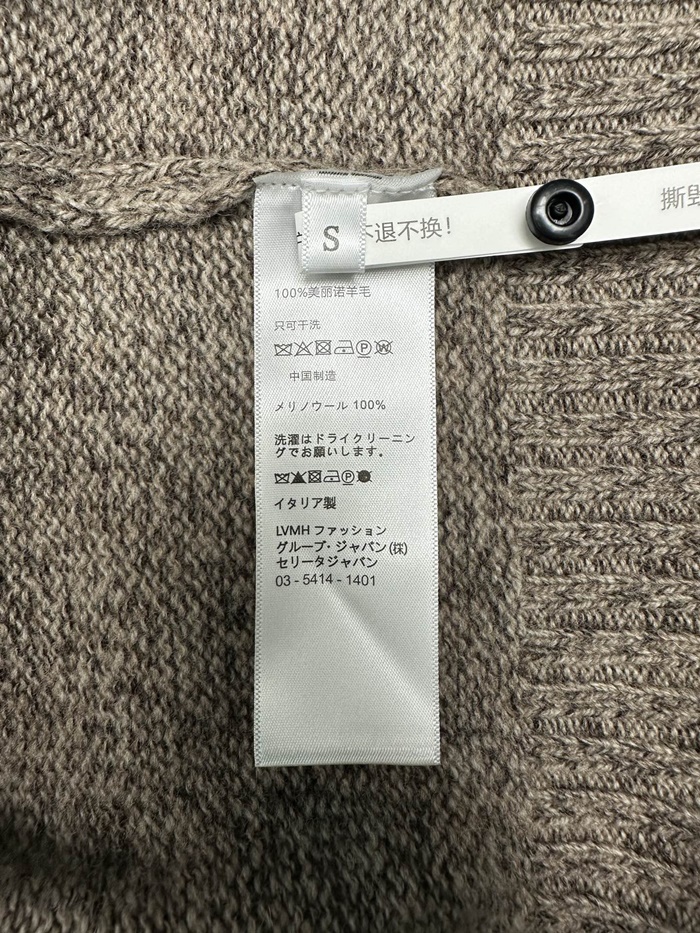 S
不退不换!
撕毁
100%美丽诺羊毛
只可干洗
中国制造
メリノウール 100%
洗濯はドライクリーニン
グでお願いします。
イタリア製
LVMH ファッション
グループ・ジャパン(株)
セリータジャパン
03 - 5414 - 1401